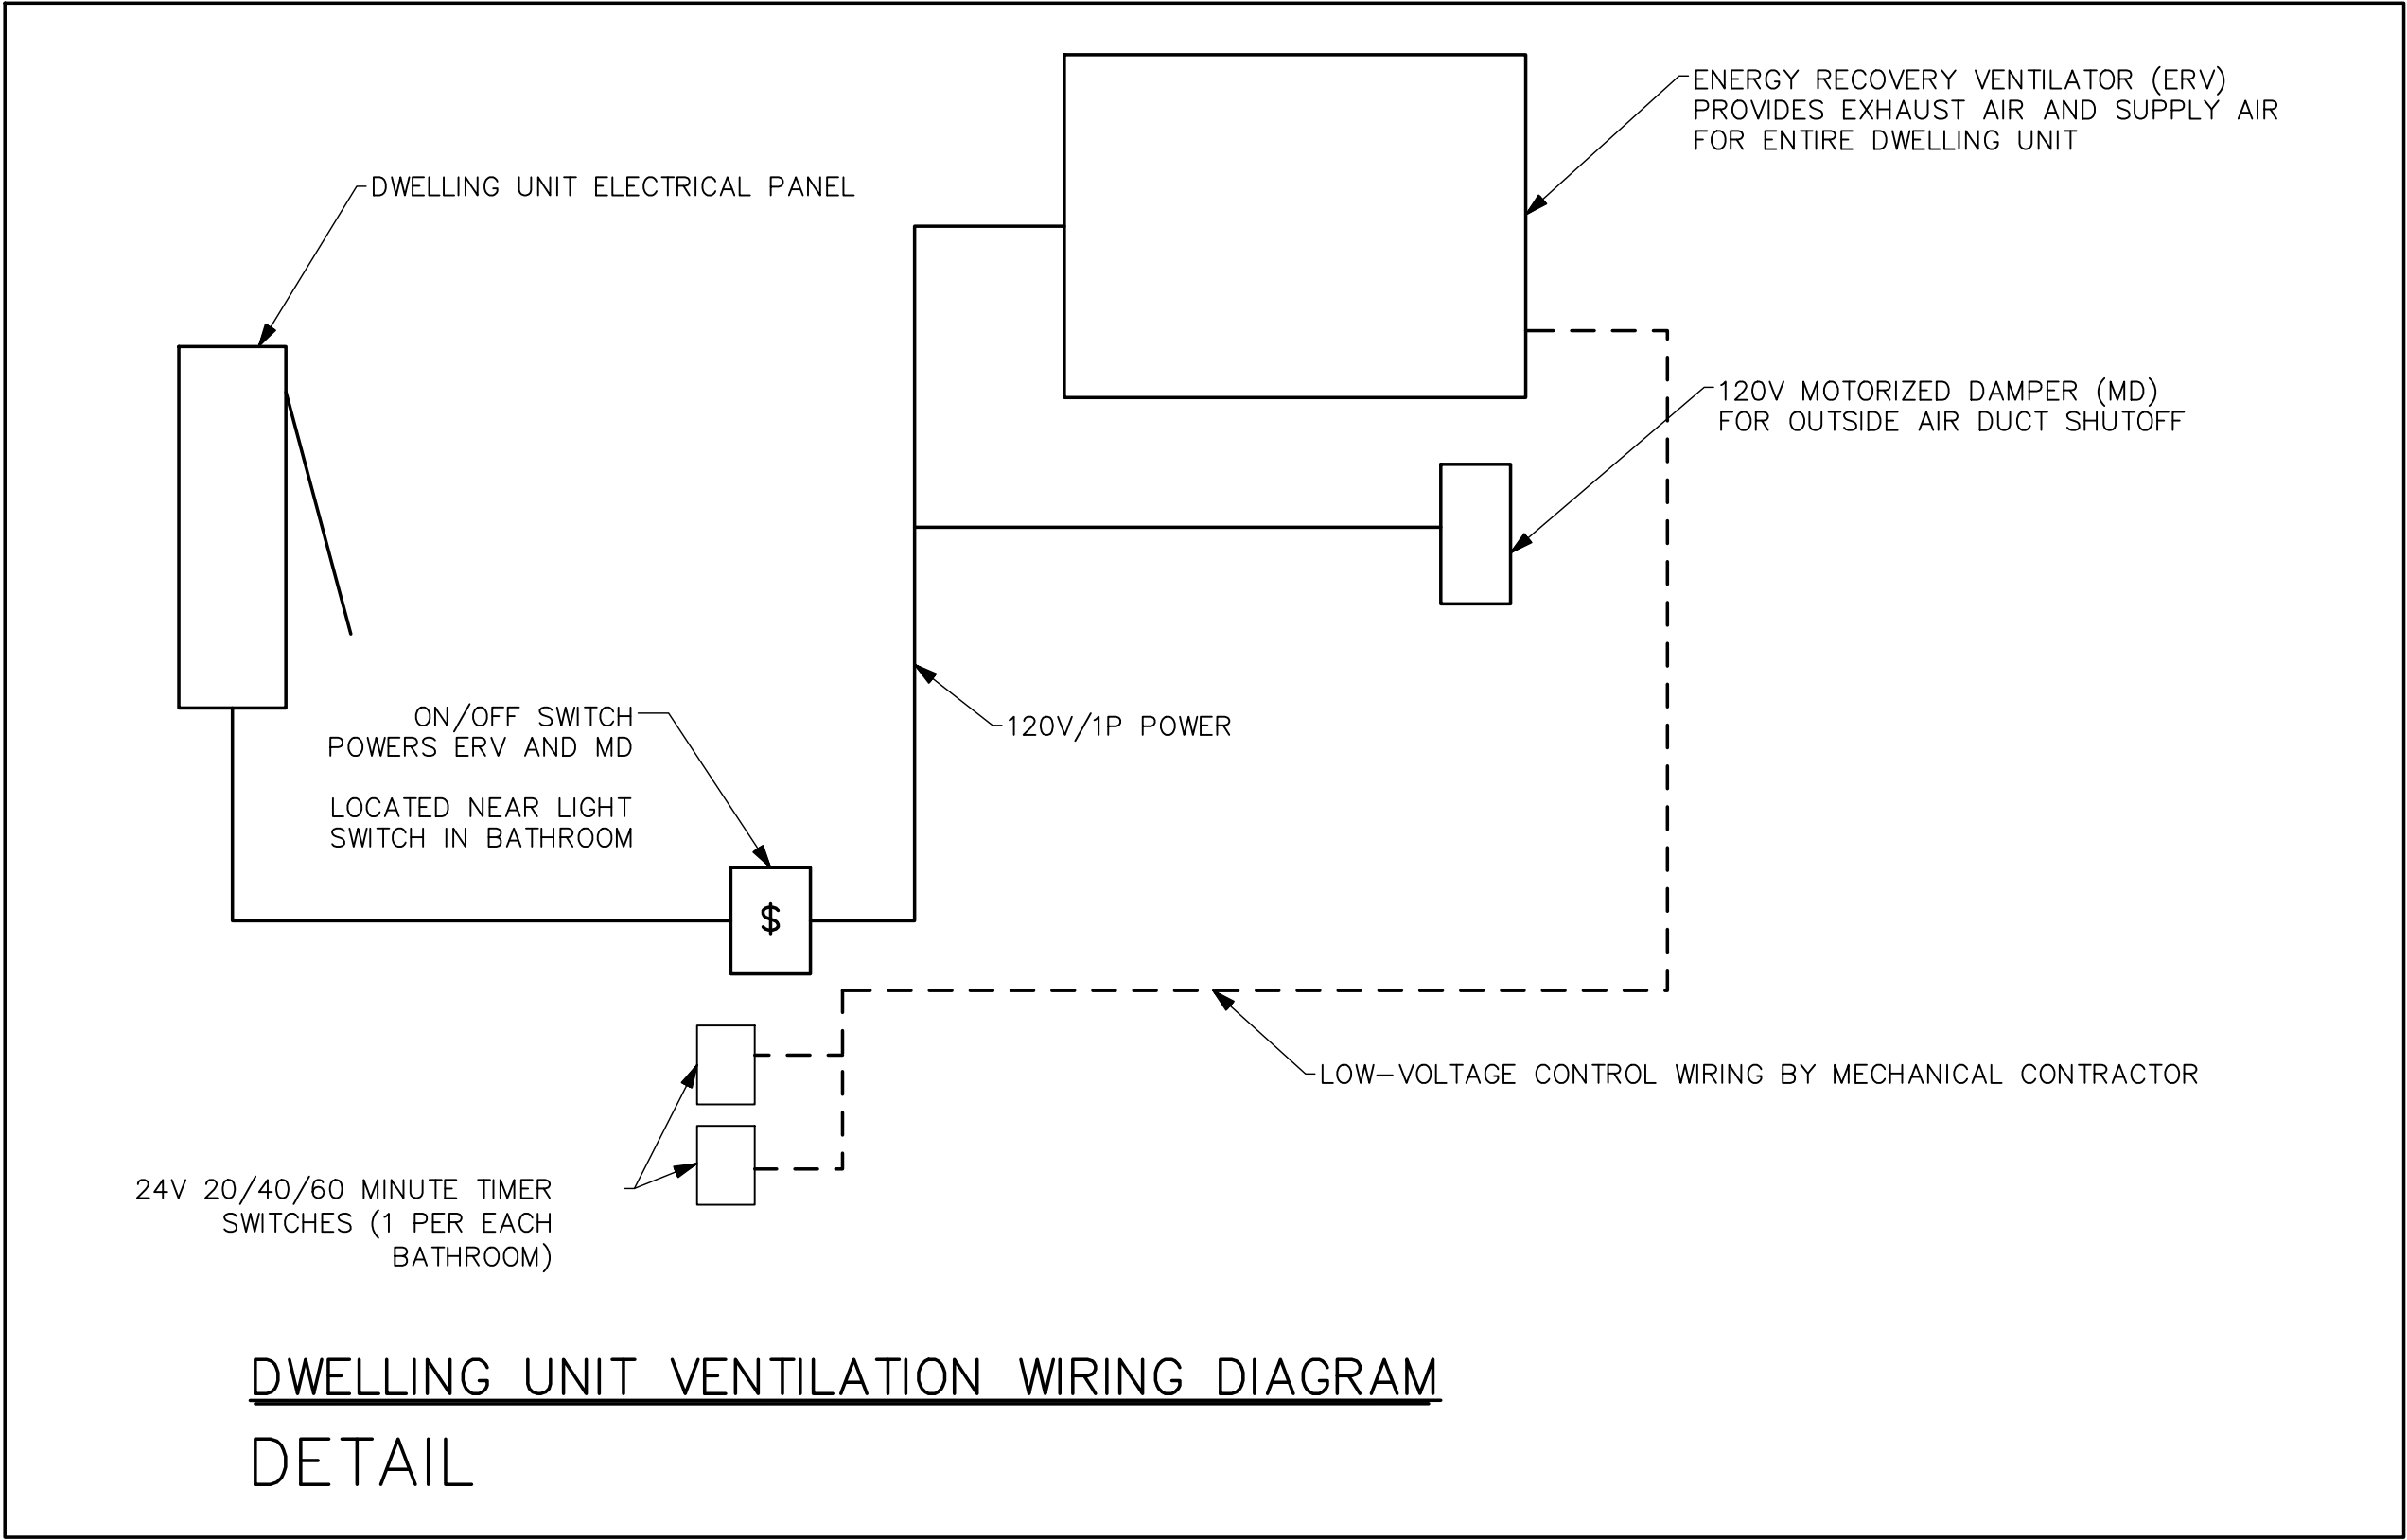 ENERGY RECOVERY VENTILATOR (ERV)
PROVIDES EXHAUST AIR AND SUPPLY AIR
FOR ENTIRE DWELLING UNIT
DWELLING UNIT ELECTRICAL PANEL
120V MOTORIZED DAMPER (MD)
FOR OUTSIDE AIR DUCT SHUTOFF
ON/OFF SWITCH
POWERS ERV AND MD
LOCATED NEAR LIGHT
SWITCH IN BATHROOM
120V/1P POWER
$
LOW-VOLTAGE CONTROL WIRING BY MECHANICAL CONTRACTOR
24V 20/40/60 MINUTE TIMER
SWITCHES (1 PER EACH
BATHROOM)
DWELLING UNIT VENTILATION WIRING DIAGRAM
DETAIL